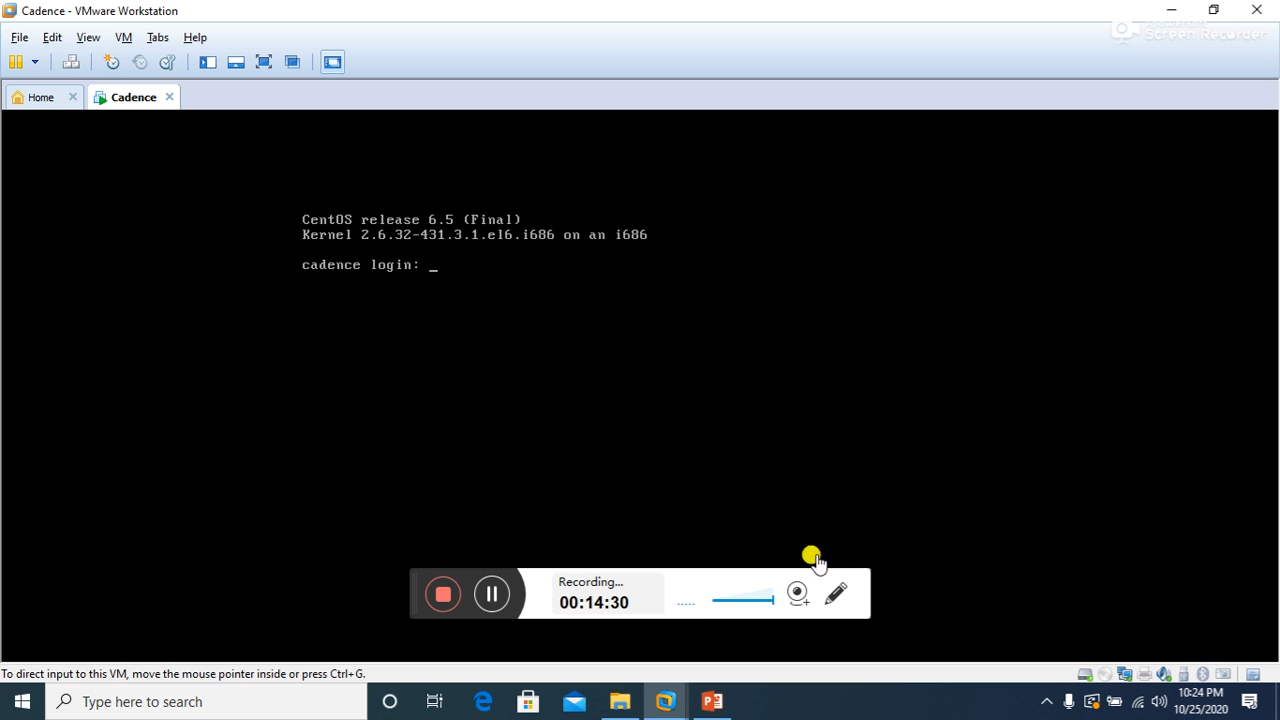 Cadence - VMware Workstation
File Edit View VM Tabs Help
Screen Recorder
Home
Cadence
CentOS release 6.5 (Final)
Kernel 2.6.32-431.3.1.el6.i686 on an i686
cadence login: _
Recording...
00:14:30
To direct input to this VM, move the mouse pointer inside or press Ctrl+G.
Type here to search
10:24 PM
10/25/2020